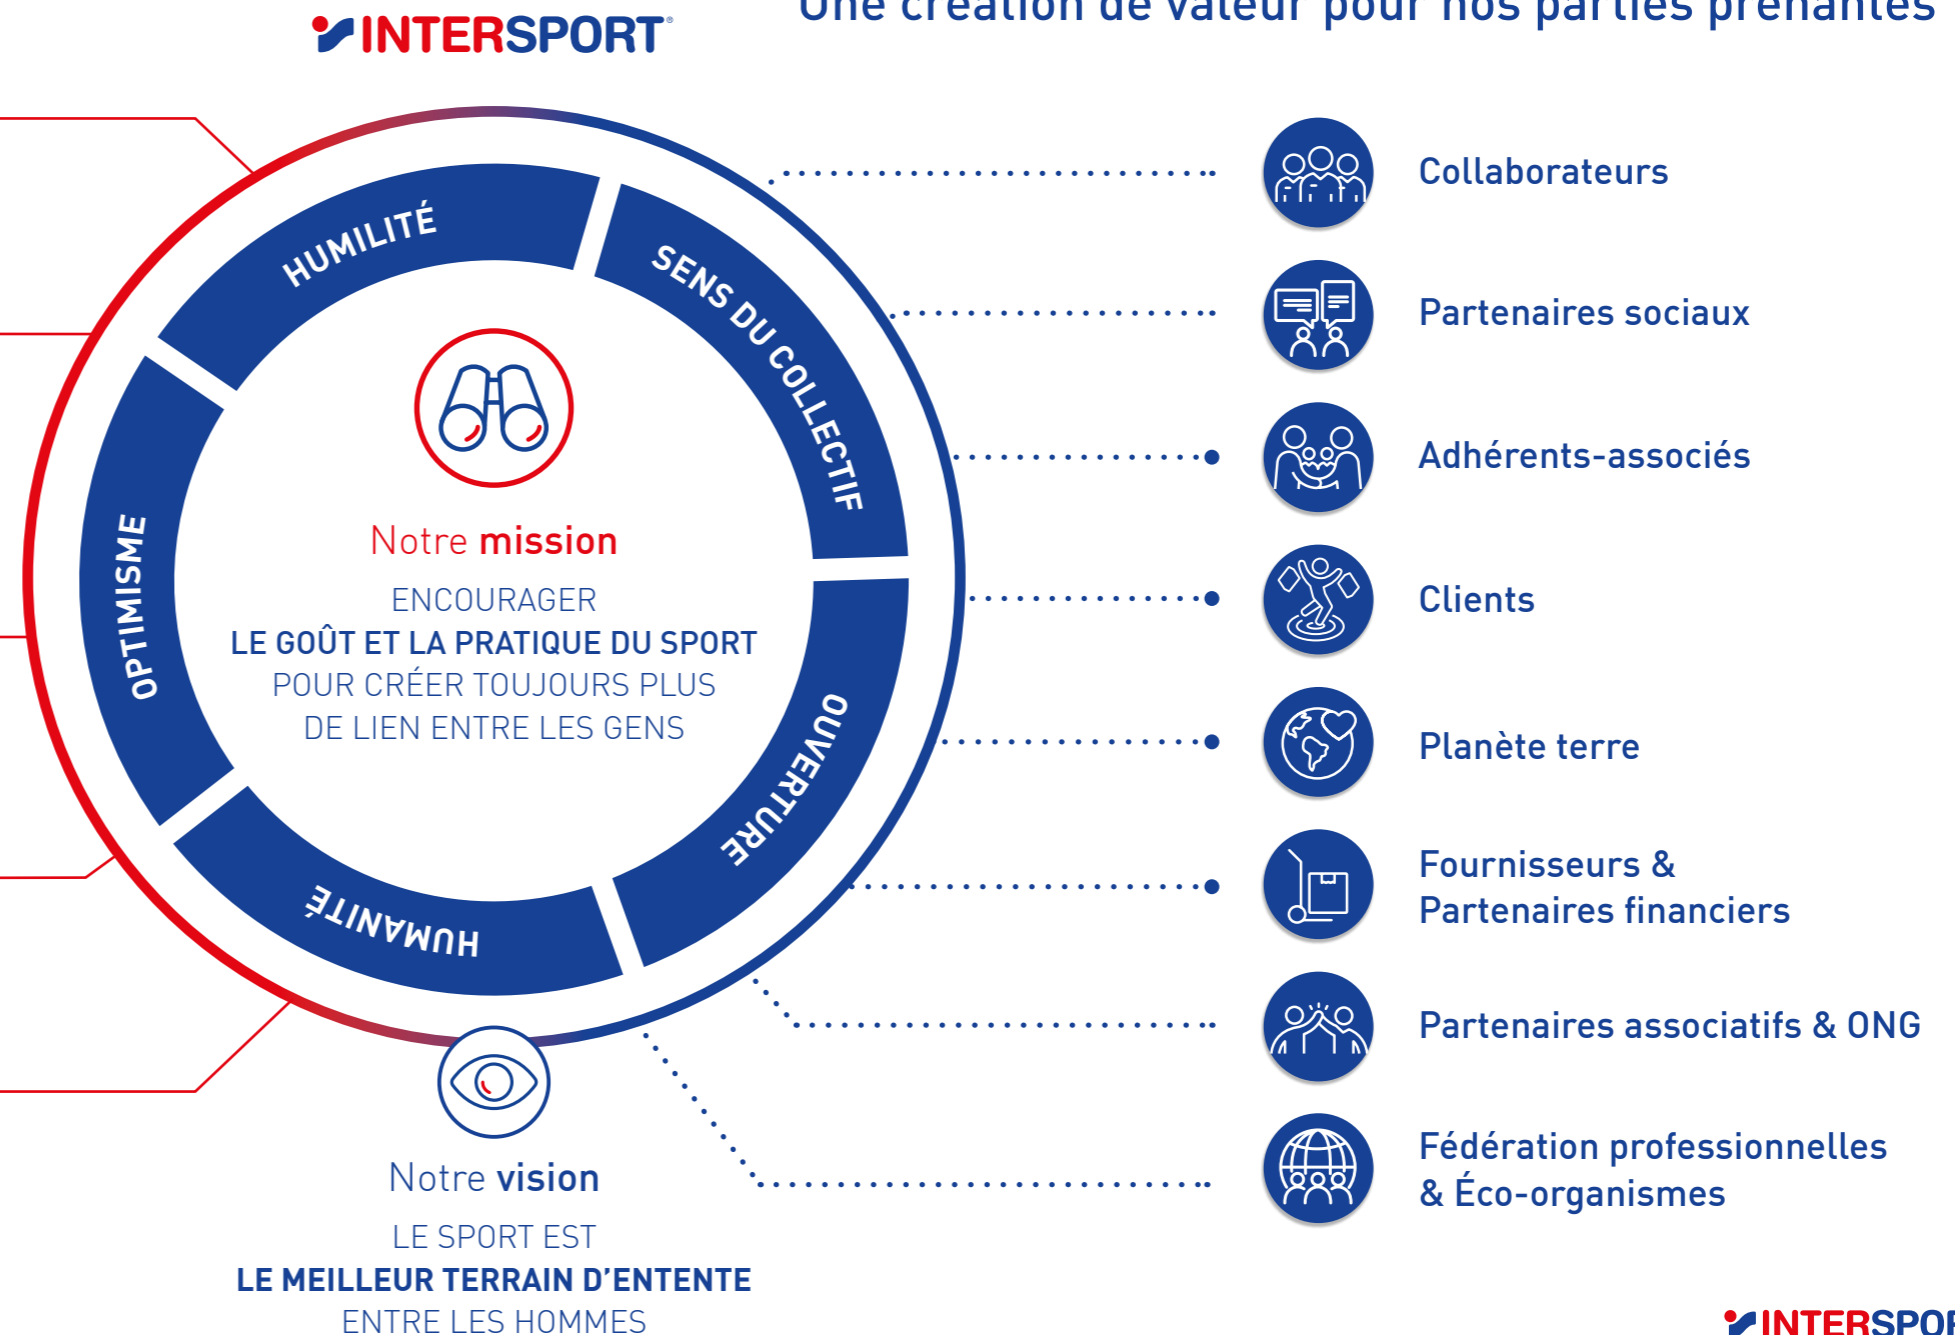 INTERSPORT
Une création de valeur pour nos parties prenantes
HUMILITÉ
SENS DU COLLECTIF
OUVERTURE
HUMANITÉ
OPTIMISME
Notre mission
ENCOURAGER
LE GOÛT ET LA PRATIQUE DU SPORT
POUR CRÉER TOUJOURS PLUS
DE LIEN ENTRE LES GENS
Notre vision
LE SPORT EST
LE MEILLEUR TERRAIN D’ENTENTE
ENTRE LES HOMMES
Collaborateurs
Partenaires sociaux
Adhérents-associés
Clients
Planète terre
Fournisseurs &
Partenaires financiers
Partenaires associatifs & ONG
Fédération professionnelles
& Éco-organismes
INTERSPOR